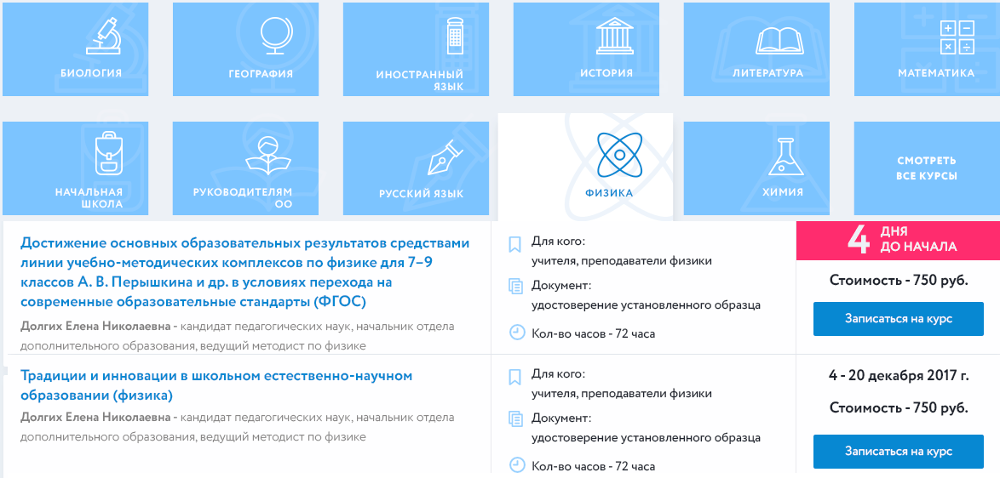 БИОЛОГИЯ
ГЕОГРАФИЯ
ИНОСТРАННЫЙ
ЯЗЫК
ИСТОРИЯ
ЛИТЕРАТУРА
МАТЕМАТИКА
НАЧАЛЬНАЯ
ШКОЛА
РУКОВОДИТЕЛЯМ
ОО
РУССКИЙ ЯЗЫК
ФИЗИКА
ХИМИЯ
СМОТРЕТЬ
ВСЕ КУРСЫ
Достижение основных образовательных результатов средствами
линии учебно-методических комплексов по физике для 7–9
классов А. В. Перышкина и др. в условиях перехода на
современные образовательные стандарты (ФГОС)
Долгих Елена Николаевна - кандидат педагогических наук, начальник отдела
дополнительного образования, ведущий методист по физике
Для кого:
учителя, преподаватели физики
Документ:
удостоверение установленного образца
Кол-во часов - 72 часа
4 ДНЯ
ДО НАЧАЛА
Стоимость - 750 руб.
Записаться на курс
Традиции и инновации в школьном естественно-научном
образовании (физика)
Долгих Елена Николаевна - кандидат педагогических наук, начальник отдела
дополнительного образования, ведущий методист по физике
Для кого:
учителя, преподаватели физики
Документ:
удостоверение установленного образца
Кол-во часов - 72 часа
4 - 20 декабря 2017 г.
Стоимость - 750 руб.
Записаться на курс